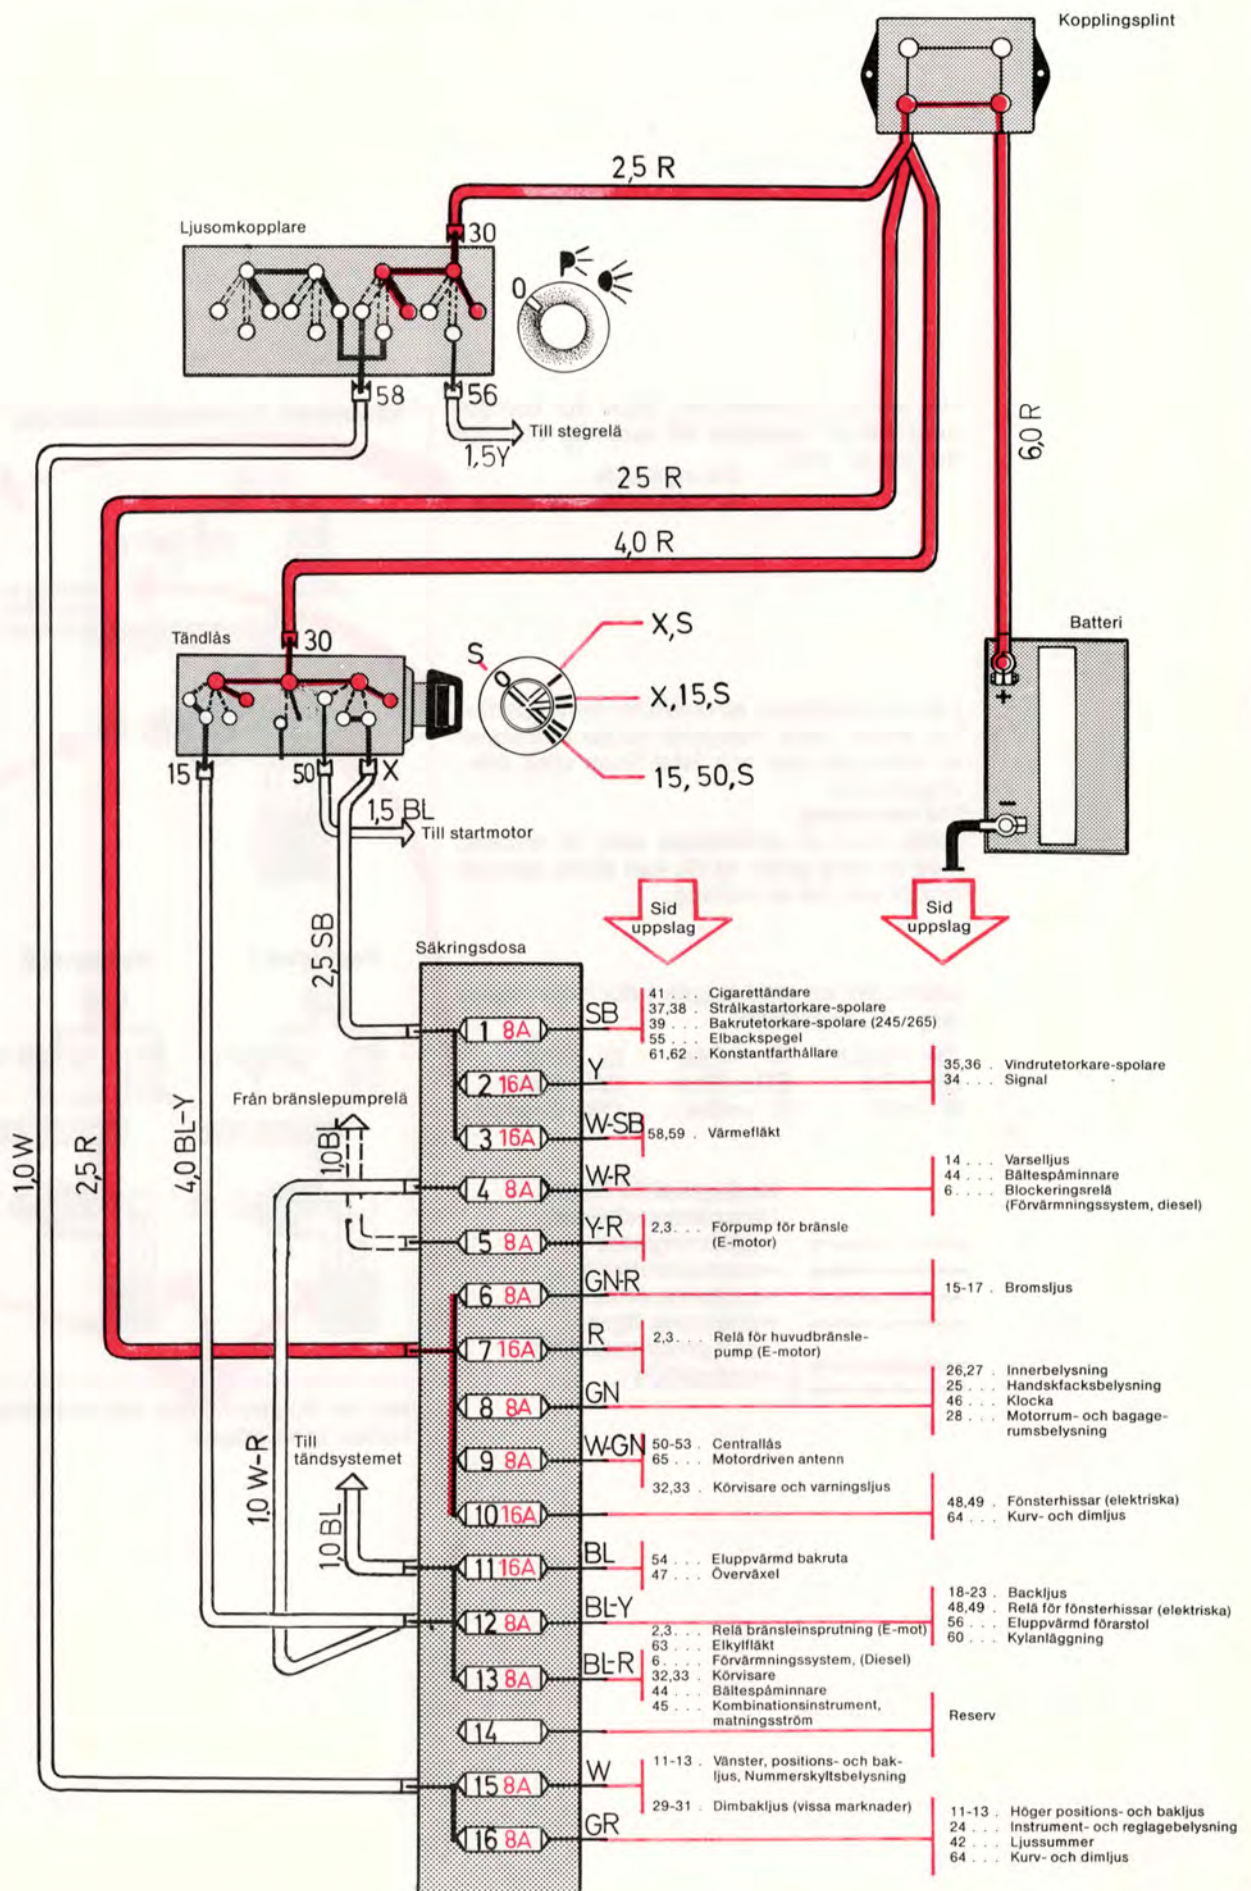 Kopplingsplint
2,5 R
Ljusomkopplare
30
P
0
58
56
Till stegrelä
1,5Y
6,0 R
25 R
4,0 R
Tändlås
30
Batteri
S
0
X,S
X,15,S
15,50,S
+
-
15
50
X
1,5 BL
Till startmotor
Sid
uppslag
Sid
uppslag
2,5 SB
Säkringsdosa
1 8A
SB
41 . . . Cigarettändare
37,38 . Strålkastartorkare-spolare
39 . . . Bakrutetorkare-spolare (245/265)
55 . . . Elbackspegel
61,62 . Konstantfarthållare
2 16A
Y
35,36 . Vindrutetorkare-spolare
34 . . . Signal
Från bränslepumprelä
1,0BL
3 16A
W-SB
58,59 . Värmefläkt
1,0 W
2,5 R
4,0 BL-Y
4 8A
W-R
14 . . . Varselljus
44 . . . Bältespåminnare
6 . . . . Blockeringsrelä
(Förvärmningssystem, diesel)
5 8A
Y-R
2,3. . . Förpump för bränsle
(E-motor)
6 8A
GN-R
15-17 . Bromsljus
7 16A
R
2,3. . . Relä för huvudbränsle-
pump (E-motor)
8 8A
GN
26,27 . Innerbelysning
25 . . . Handskfacksbelysning
46 . . . Klocka
28 . . . Motorrum- och bagage-
rumsbelysning
1,0 W-R
Till
tändsystemet
9 8A
W-GN
50-53 . Centrallås
65 . . . Motordriven antenn
32,33 . Körvisare och varningsljus
10 16A
48,49 . Fönsterhissar (elektriska)
64 . . . Kurv- och dimljus
1,0 BL
11 16A
BL
54 . . . Eluppvärmd bakruta
47 . . . Överväxel
12 8A
BL-Y
18-23 . Backljus
48,49 . Relä för fönsterhissar (elektriska)
56 . . . Eluppvärmd förarstol
60 . . . Kylanläggning
13 8A
BL-R
2,3. . . Relä bränsleinsprutning (E-mot)
63 . . . Elkylfläkt
6 . . . . Förvärmningssystem, (Diesel)
32,33 . Körvisare
44 . . . Bältespåminnare
45 . . . Kombinationsinstrument,
matningsström
14
Reserv
15 8A
W
11-13 . Vänster, positions- och bak-
ljus, Nummerskyltsbelysning
29-31 . Dimbakljus (vissa marknader)
16 8A
GR
11-13 . Höger positions- och bakljus
24 . . . Instrument- och reglagebelysning
42 . . . Ljussummer
64 . . . Kurv- och dimljus